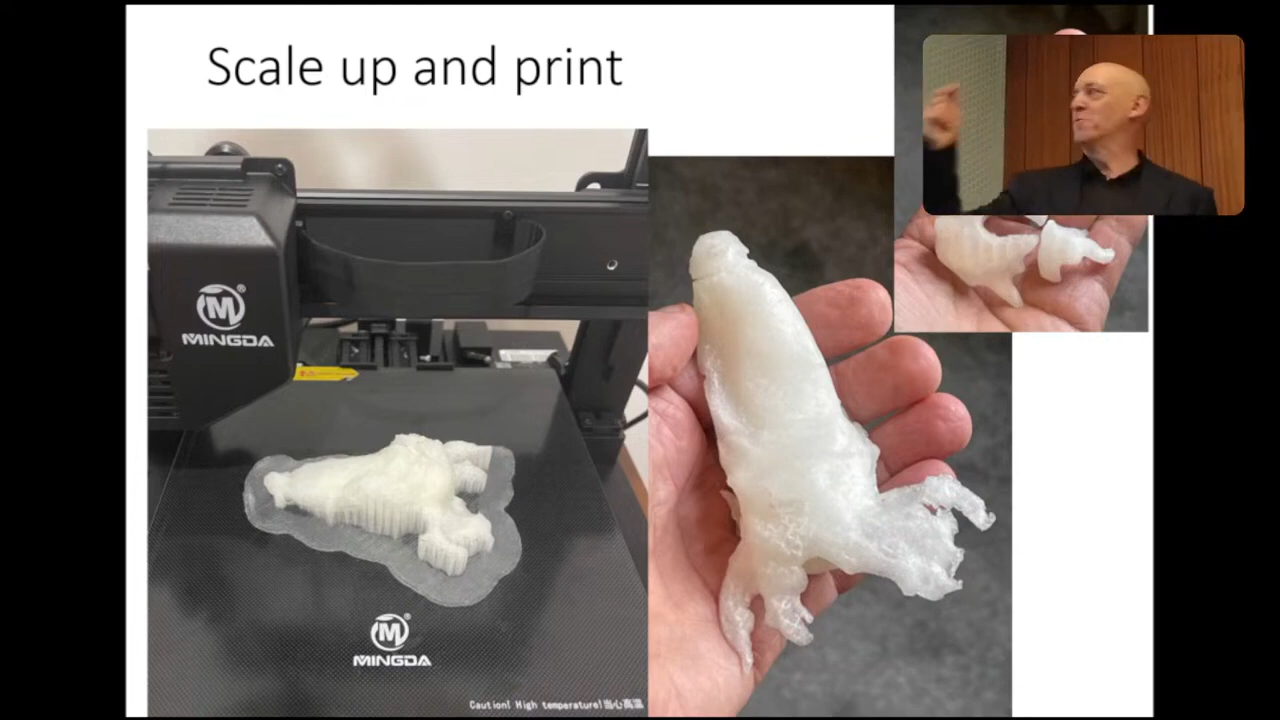 Scale up and print
M®
MINGDA
M®
MINGDA
Caution! High temperature!当心高温